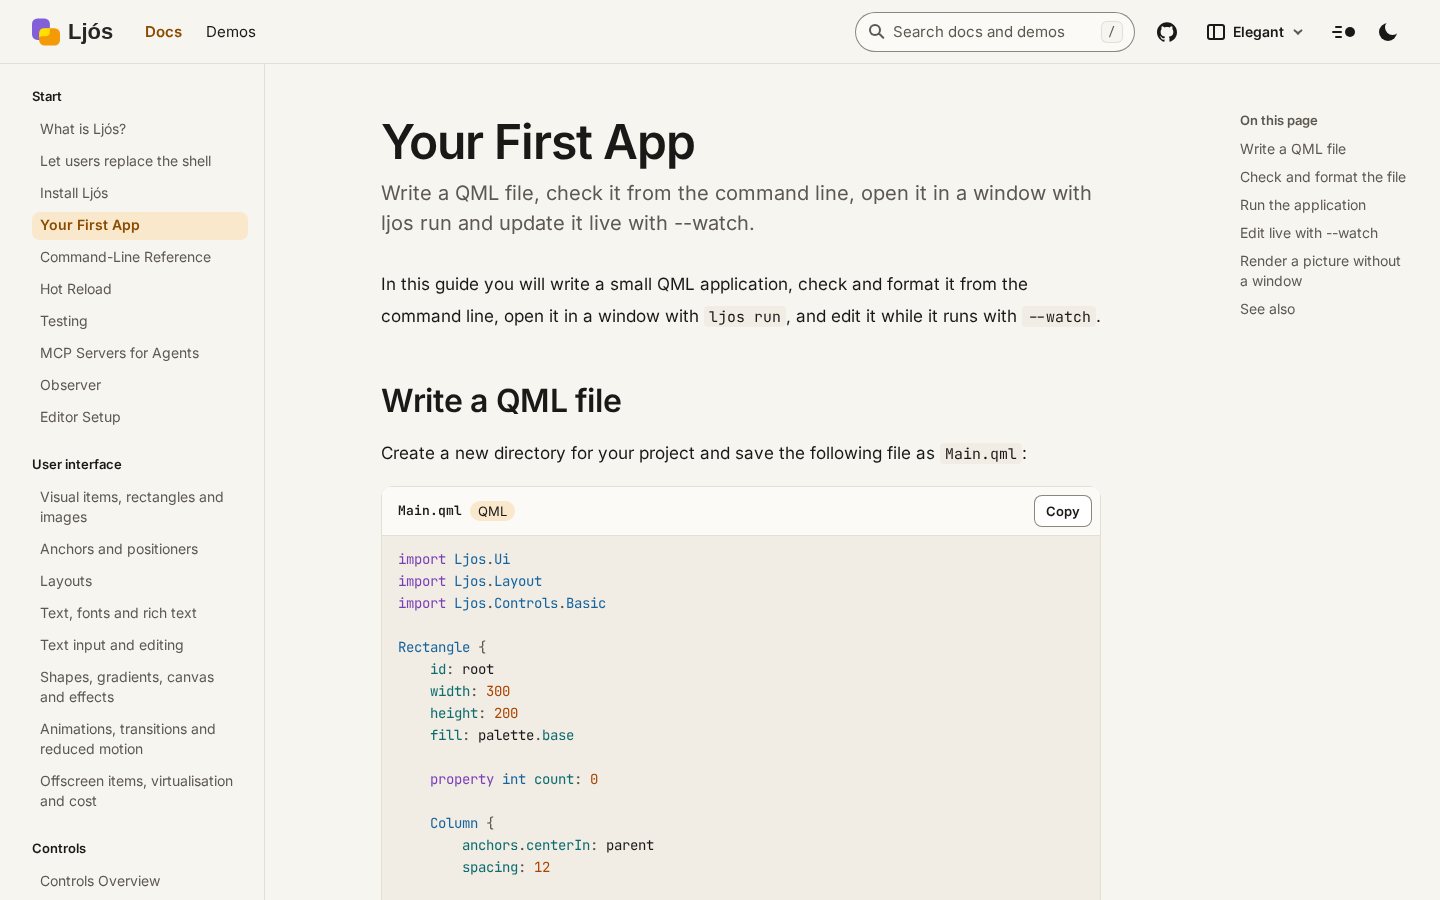 Ljós
Docs
Demos
Search docs and demos
/
Elegant
Start
What is Ljós?
Let users replace the shell
Install Ljós
Your First App
Command-Line Reference
Hot Reload
Testing
MCP Servers for Agents
Observer
Editor Setup
User interface
Visual items, rectangles and
images
Anchors and positioners
Layouts
Text, fonts and rich text
Text input and editing
Shapes, gradients, canvas
and effects
Animations, transitions and
reduced motion
Offscreen items, virtualisation
and cost
Controls
Controls Overview
Your First App
Write a QML file, check it from the command line, open it in a window with
ljos run and update it live with --watch.
In this guide you will write a small QML application, check and format it from the
command line, open it in a window with ljos run, and edit it while it runs with --watch.
Write a QML file
Create a new directory for your project and save the following file as Main.qml:
Main.qml
QML
Copy
import Ljos.Ui
import Ljos.Layout
import Ljos.Controls.Basic
Rectangle {
    id: root
    width: 300
    height: 200
    fill: palette.base
    property int count: 0
    Column {
        anchors.centerIn: parent
        spacing: 12
On this page
Write a QML file
Check and format the file
Run the application
Edit live with --watch
Render a picture without
a window
See also